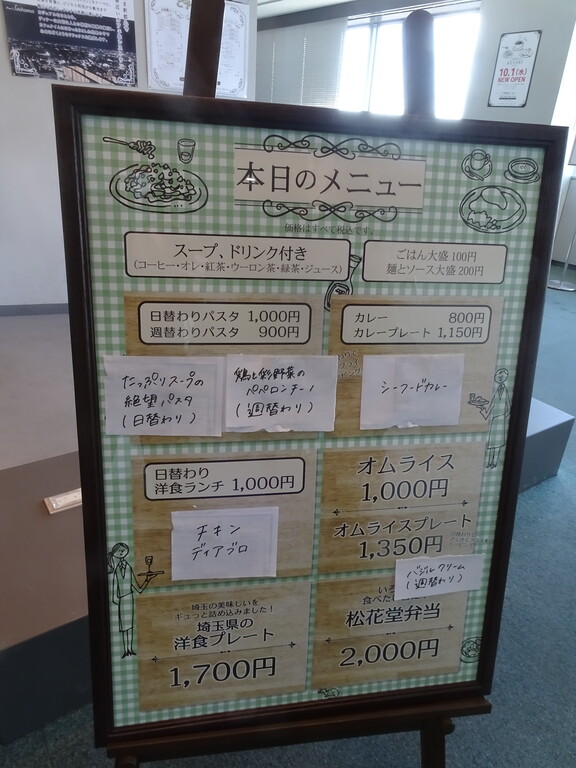 10.1(水)
NEW OPEN
本日のメニュー
価格はすべて税込です。
スープ、ドリンク付き
(コーヒー・オレ・紅茶・ウーロン茶・緑茶・ジュース)
ごはん大盛 100円
麺とソース大盛 200円
日替わりパスタ 1,000円
週替わりパスタ 900円
たっぷりスープの
絶望パスタ
(日替わり)
鶏と彩野菜の
ペペロンチーノ
(週替わり)
カレー 800円
カレープレート 1,150円
シーフードカレー
日替わり
洋食ランチ 1,000円
チキン
ディアブロ
オムライス
1,000円
オムライスプレート
1,350円
バジルクリーム
(週替わり)
埼玉の美味しいを
ギュっと詰め込みました!
埼玉県の
洋食プレート
1,700円
松花堂弁当
2,000円